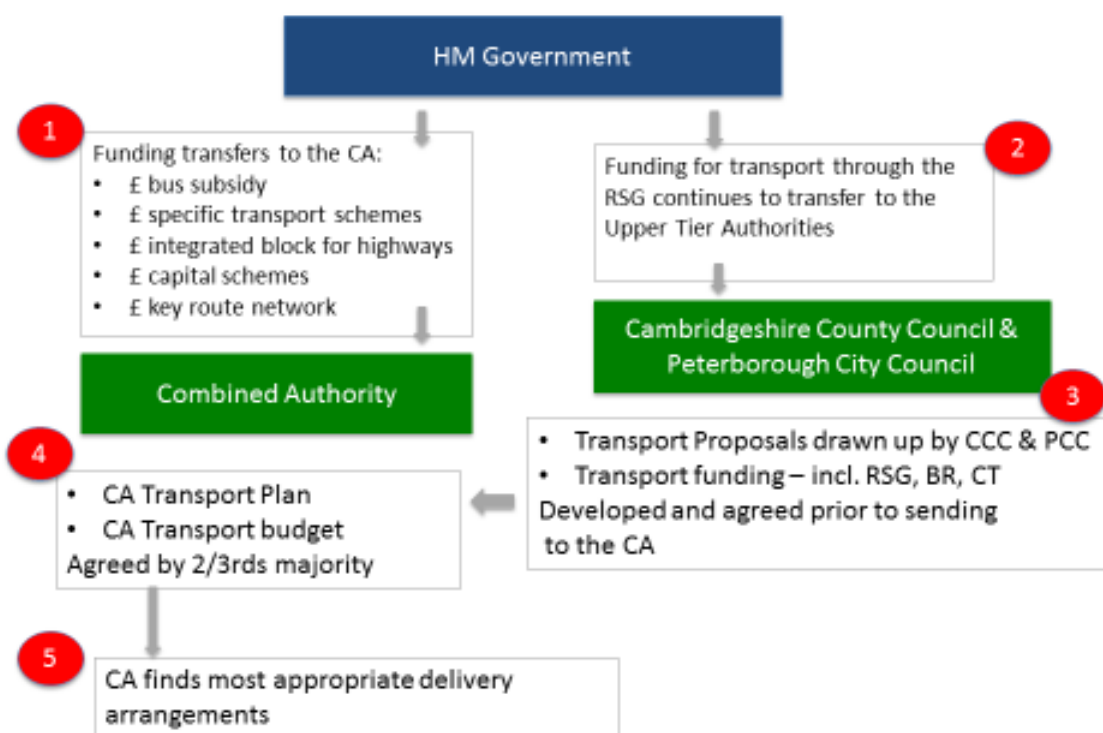 HM Government
1
Funding transfers to the CA:
• £ bus subsidy
• £ specific transport schemes
• £ integrated block for highways
• £ capital schemes
• £ key route network
2
Funding for transport through the
RSG continues to transfer to the
Upper Tier Authorities
Combined Authority
Cambridgeshire County Council &
Peterborough City Council
3
• Transport Proposals drawn up by CCC & PCC
• Transport funding – incl. RSG, BR, CT
Developed and agreed prior to sending
to the CA
4
• CA Transport Plan
• CA Transport budget
Agreed by 2/3rds majority
5
CA finds most appropriate delivery
arrangements